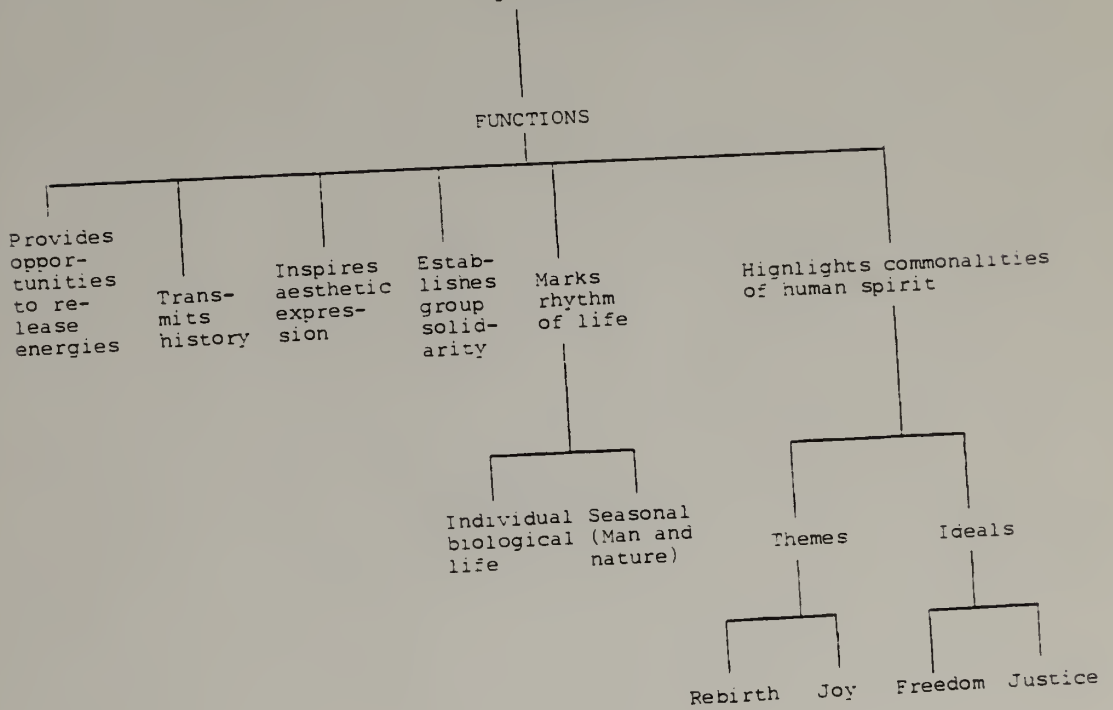 FUNCTIONS
Provides
oppor-
tunities
to re-
lease
energies
Trans-
mits
history
Inspires
aesthetic
expres-
sion
Estab-
lishes
group
solid-
arity
Marks
rhythm
of life
Highlights commonalities
of human spirit
Individual
biological
life
Seasonal
(Man and
nature)
Themes
Ideals
Rebirth
Joy
Freedom
Justice